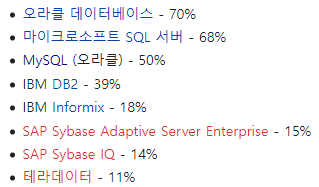 오라클 데이터베이스 - 70%
마이크로소프트 SQL 서버 - 68%
MySQL (오라클) - 50%
IBM DB2 - 39%
IBM Informix - 18%
SAP Sybase Adaptive Server Enterprise - 15%
SAP Sybase IQ - 14%
테라데이터 - 11%